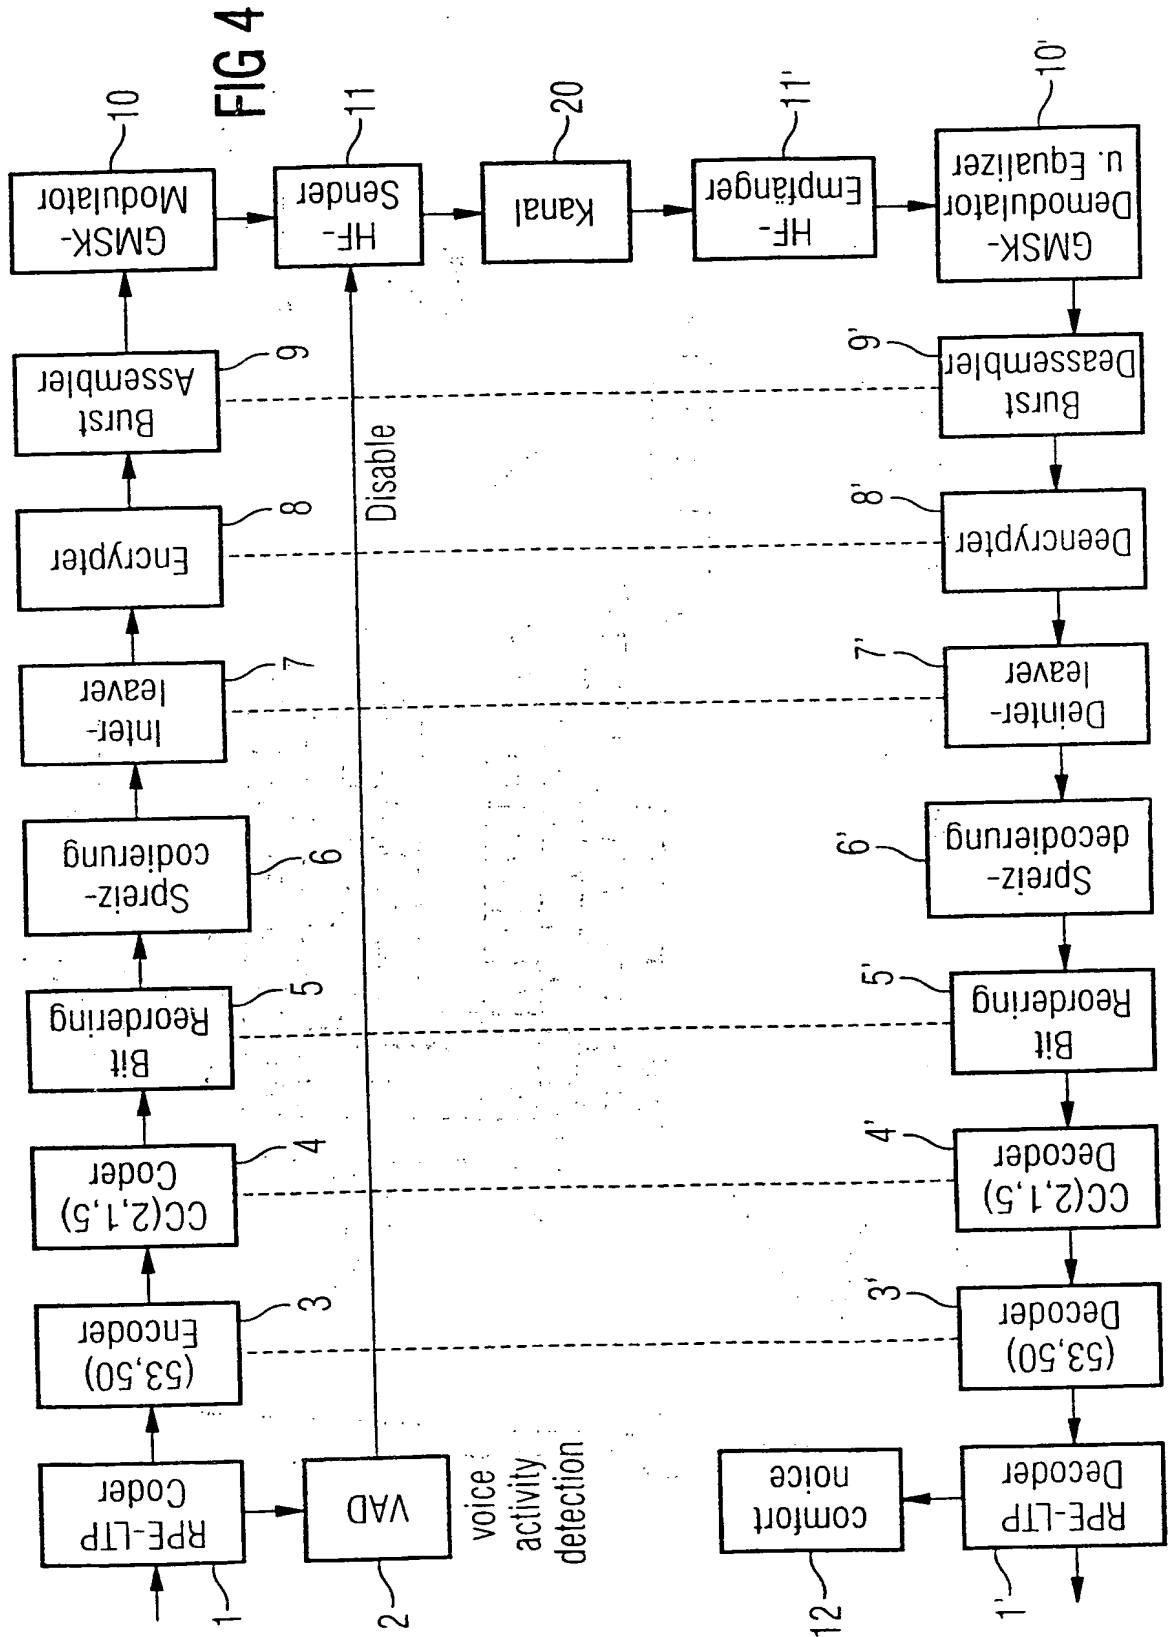 FIG 4
RPE-LTP
Coder
1
VAD
2
voice
activity
detection
(53,50)
Encoder
3
CC(2,1,5)
Coder
4
Bit
Reordering
5
Spreiz-
codierung
6
Inter-
leaver
7
Encrypter
8
Burst
Assembler
9
GMSK-
Modulator
10
Disable
HF-
Sender
11
Kanal
20
HF-
Empfänger
11'
GMSK-
Demodulator
u. Equalizer
10'
Burst
Deassembler
9'
Deencrypter
8'
Deinter-
leaver
7'
Spreiz-
decodierung
6'
Bit
Reordering
5'
CC(2,1,5)
Decoder
4'
(53,50)
Decoder
3'
RPE-LTP
Decoder
1'
comfort
noice
12